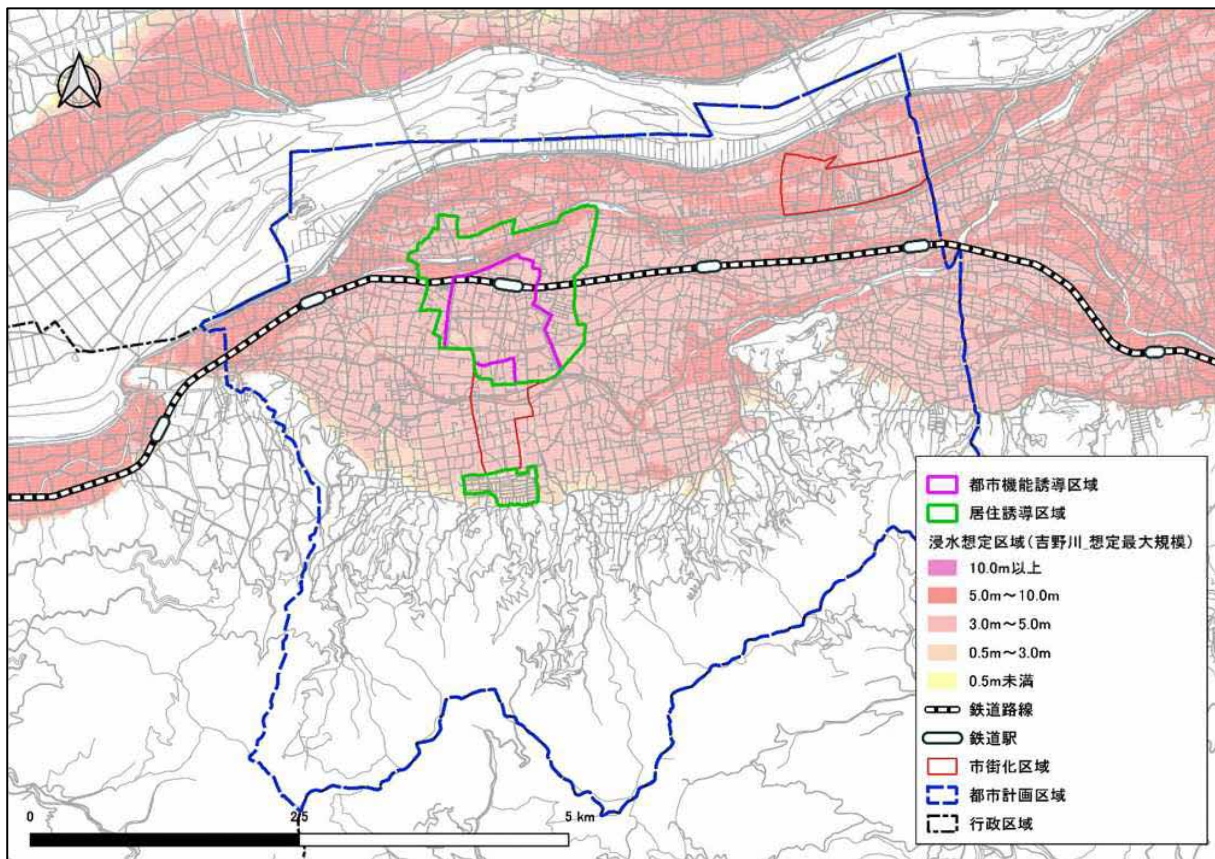 都市機能誘導区域
居住誘導区域
浸水想定区域(吉野川_想定最大規模)
10.0m以上
5.0m~10.0m
3.0m~5.0m
0.5m~3.0m
0.5m未満
鉄道路線
鉄道駅
市街化区域
都市計画区域
行政区域
0 2.5 5 km